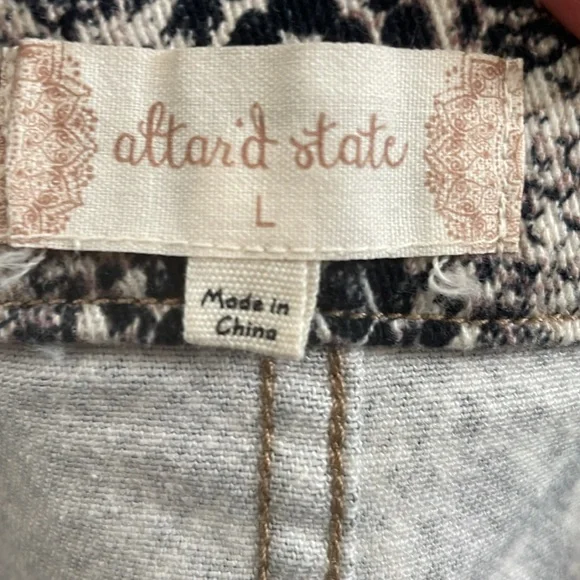 altar'd state
L
Made in
China